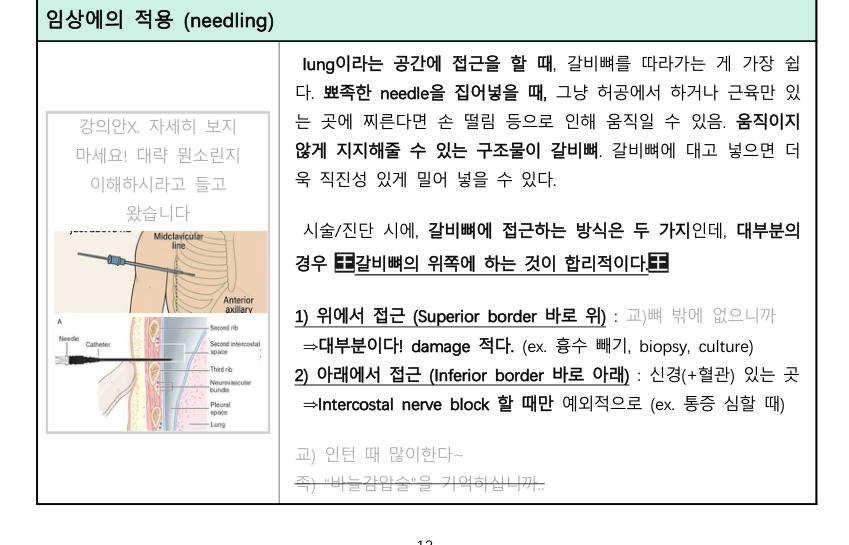 임상에의 적용 (needling)
강의안X. 자세히 보지
마세요! 대략 뭔소린지
이해하시라고 들고
왔습니다
Midclavicular
line
Anterior
axillary
A
Needle
Catheter
Second rib
Second intercostal
space
Third rib
Neurovascular
bundle
Pleural
space
Lung
lung이라는 공간에 접근을 할 때, 갈비뼈를 따라가는 게 가장 쉽
다. 뾰족한 needle을 집어넣을 때, 그냥 허공에서 하거나 근육만 있
는 곳에 찌른다면 손 떨림 등으로 인해 움직일 수 있음. 움직이지
않게 지지해줄 수 있는 구조물이 갈비뼈. 갈비뼈에 대고 넣으면 더
욱 직진성 있게 밀어 넣을 수 있다.
시술/진단 시에, 갈비뼈에 접근하는 방식은 두 가지인데, 대부분의
경우 王갈비뼈의 위쪽에 하는 것이 합리적이다.王
1) 위에서 접근 (Superior border 바로 위) : 교)뼈 밖에 없으니까
⇒대부분이다! damage 적다. (ex. 흉수 빼기, biopsy, culture)
2) 아래에서 접근 (Inferior border 바로 아래) : 신경(+혈관) 있는 곳
⇒Intercostal nerve block 할 때만 예외적으로 (ex. 통증 심할 때)
교) 인턴 때 많이한다~
족) "바늘감압술"을 기억하십니까..